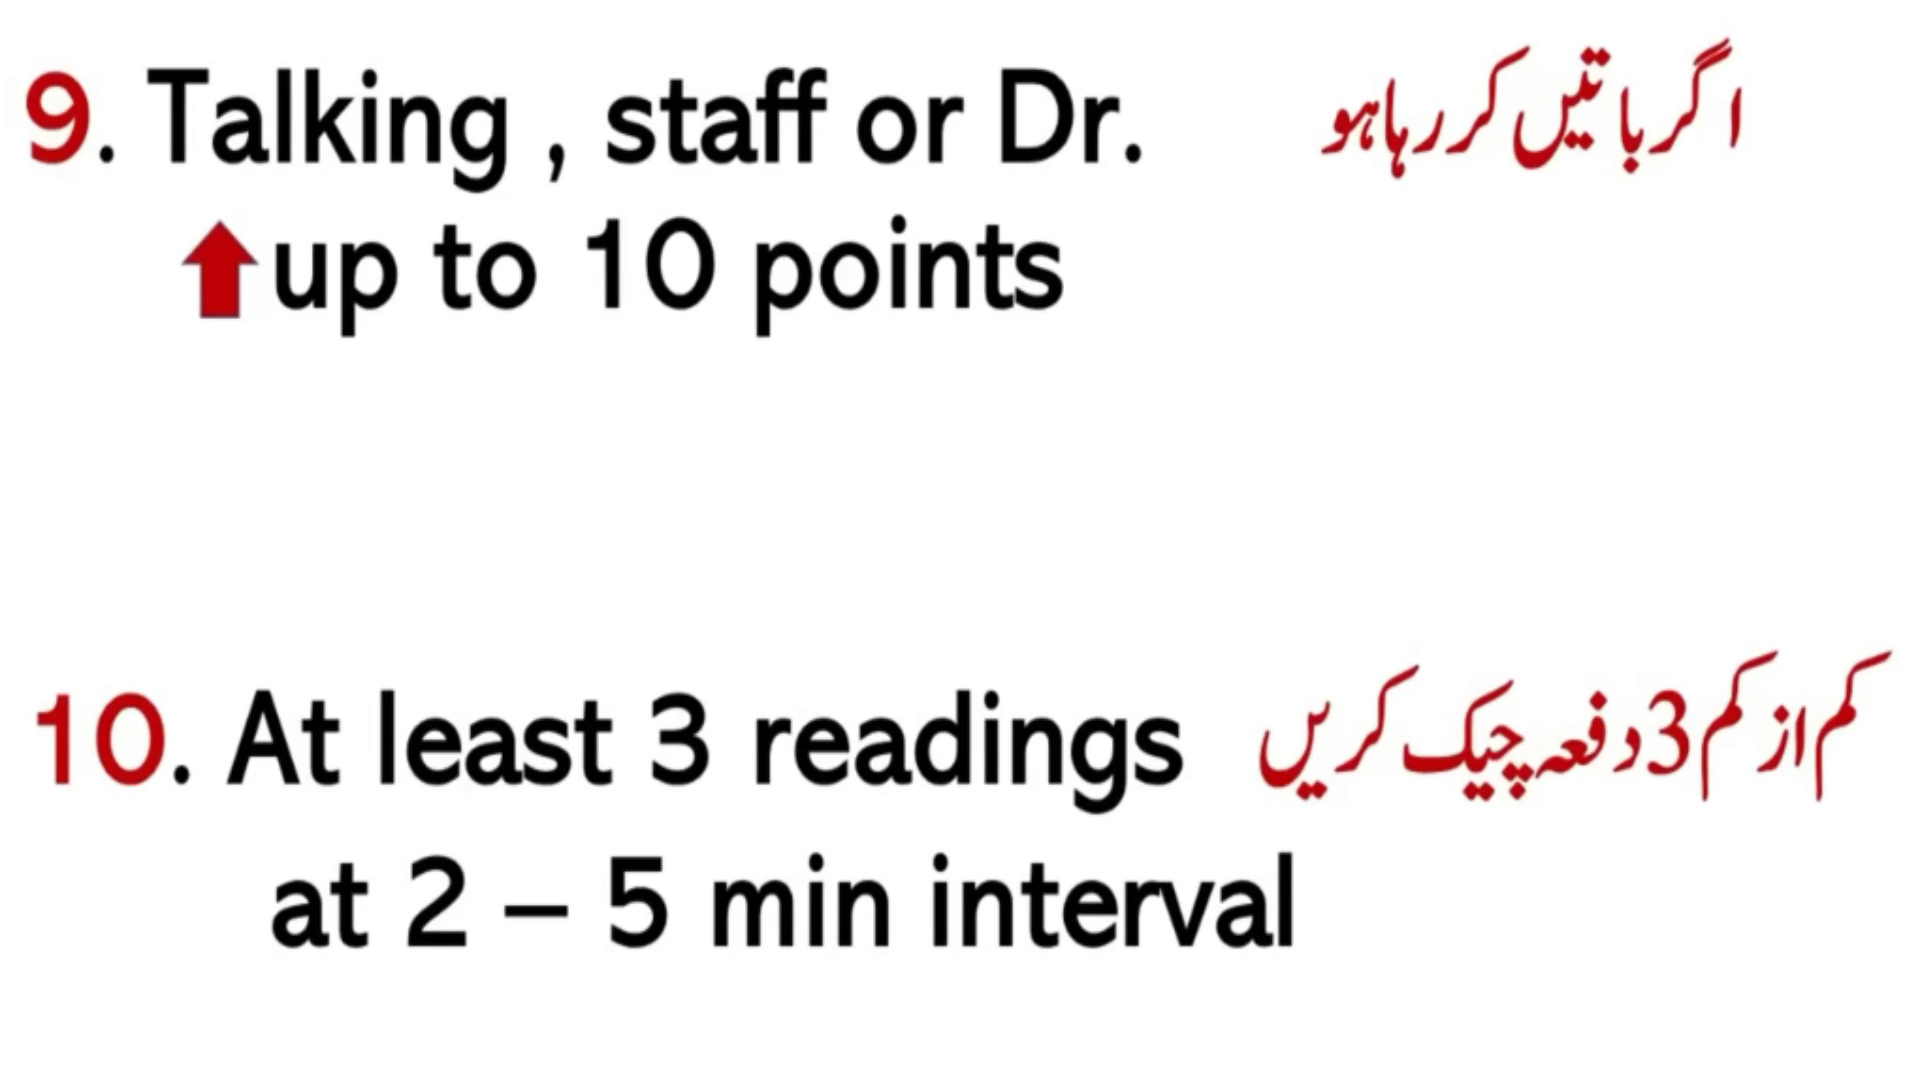 9. Talking , staff or Dr. اگر باتیں کر رہا ہو
up to 10 points
10. At least 3 readings کم از کم 3 دفعہ چیک کریں
at 2 – 5 min interval